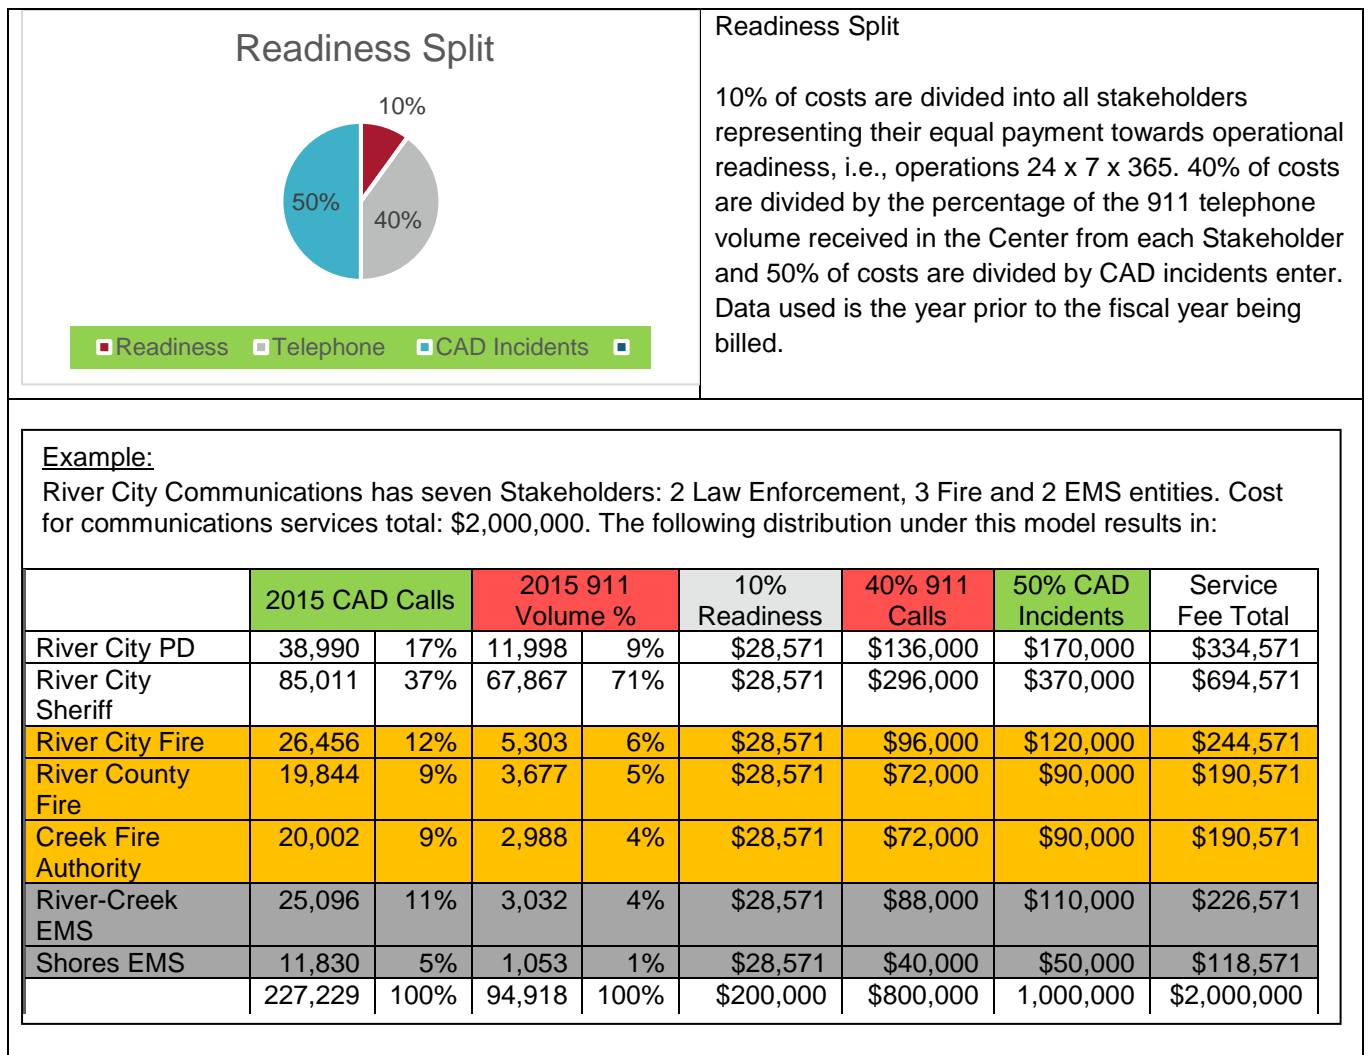 Readiness Split
10%
50%
40%
Readiness Telephone CAD Incidents
Readiness Split
10% of costs are divided into all stakeholders
representing their equal payment towards operational
readiness, i.e., operations 24 x 7 x 365. 40% of costs
are divided by the percentage of the 911 telephone
volume received in the Center from each Stakeholder
and 50% of costs are divided by CAD incidents enter.
Data used is the year prior to the fiscal year being
billed.
Example:
River City Communications has seven Stakeholders: 2 Law Enforcement, 3 Fire and 2 EMS entities. Cost
for communications services total: $2,000,000. The following distribution under this model results in:
2015 CAD Calls 2015 911 Volume % 10% Readiness 40% 911 Calls 50% CAD Incidents Service Fee Total
River City PD 38,990 17% 11,998 9% $28,571 $136,000 $170,000 $334,571
River City Sheriff 85,011 37% 67,867 71% $28,571 $296,000 $370,000 $694,571
River City Fire 26,456 12% 5,303 6% $28,571 $96,000 $120,000 $244,571
River County Fire 19,844 9% 3,677 5% $28,571 $72,000 $90,000 $190,571
Creek Fire Authority 20,002 9% 2,988 4% $28,571 $72,000 $90,000 $190,571
River-Creek EMS 25,096 11% 3,032 4% $28,571 $88,000 $110,000 $226,571
Shores EMS 11,830 5% 1,053 1% $28,571 $40,000 $50,000 $118,571
227,229 100% 94,918 100% $200,000 $800,000 1,000,000 $2,000,000